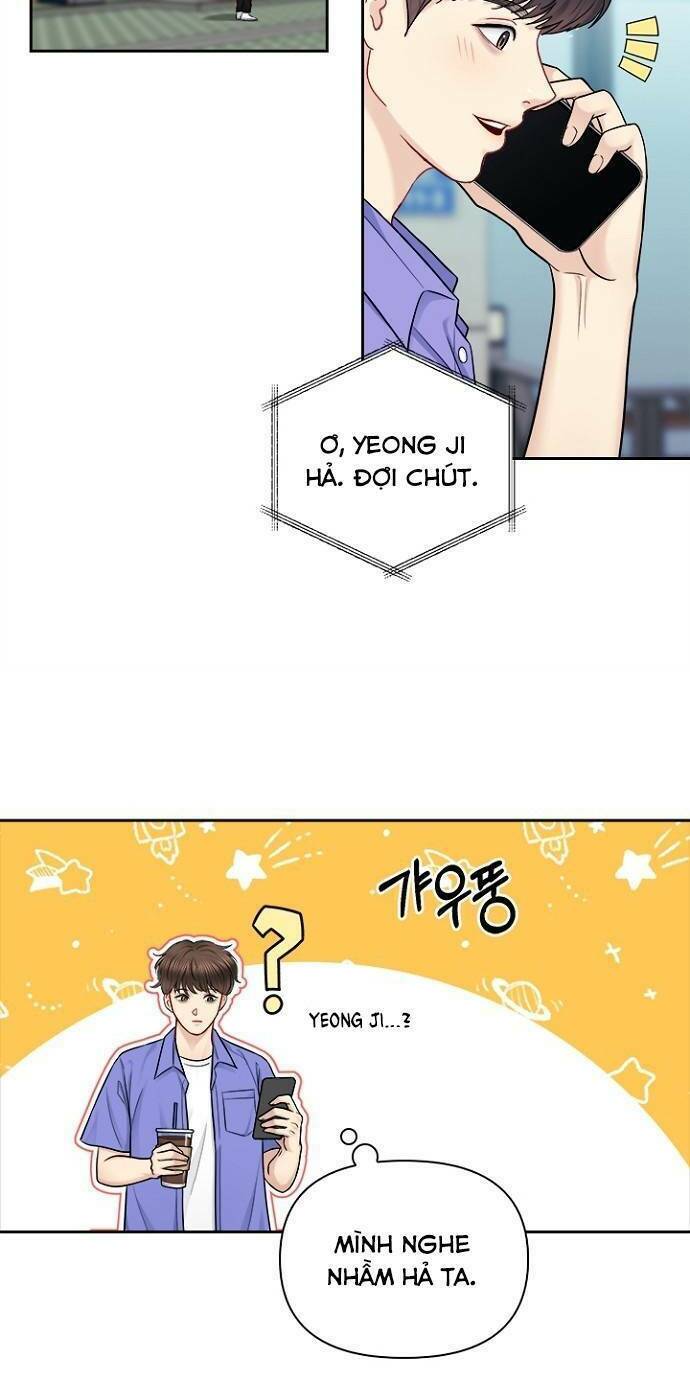 Ơ, YEONG JI
HẢ. ĐỢI CHÚT.
갸우뚱
?
YEONG JI...?
MÌNH NGHE
NHẦM HẢ TA.